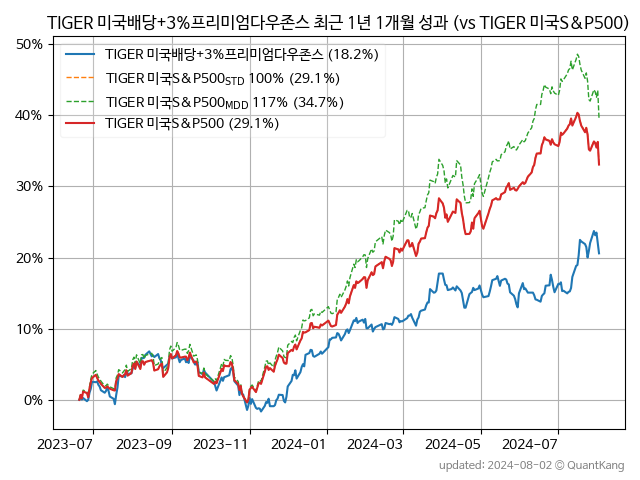 TIGER 미국배당+3%프리미엄다우존스 최근 1년 1개월 성과 (vs TIGER 미국S&P500)
TIGER 미국배당+3%프리미엄다우존스 (18.2%)
TIGER 미국S&P500STD 100% (29.1%)
TIGER 미국S&P500MDD 117% (34.7%)
TIGER 미국S&P500 (29.1%)
50%
40%
30%
20%
10%
0%
2023-07 2023-09 2023-11 2024-01 2024-03 2024-05 2024-07
updated: 2024-08-02 © QuantKang